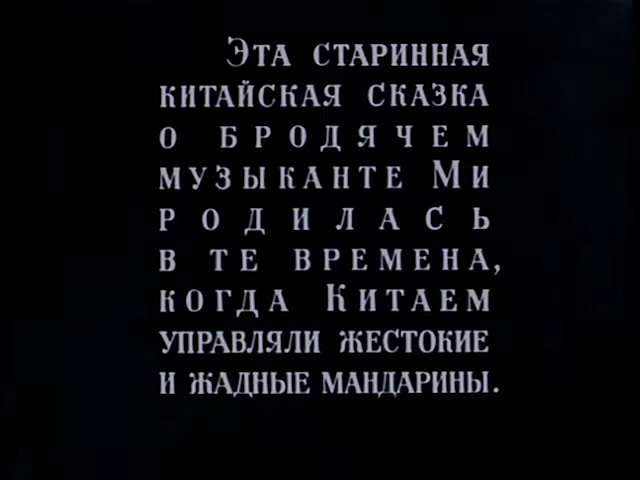 Эта старинная
китайская сказка
о бродячем
музыканте Ми
родилась
в те времена,
когда Китаем
управляли жестокие
и жадные мандарины.